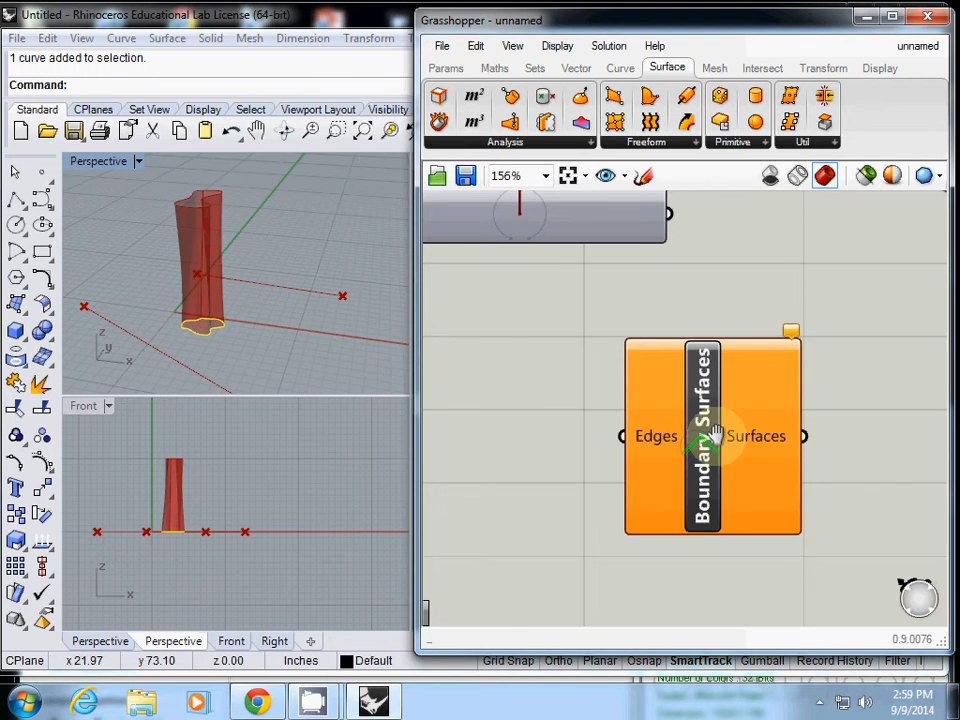 Untitled - Rhinoceros Educational Lab License (64-bit)
File Edit View Curve Surface Solid Mesh Dimension Transform
1 curve added to selection.
Command:
Standard CPlanes Set View Display Select Viewport Layout Visibility
Perspective
z
y
x
Front
z
x
Perspective Perspective Front Right
CPlane x 21.97 y 73.10 z 0.00 Inches Default Grid Snap Ortho Planar Osnap SmartTrack Gumball Record History Filter
Grasshopper - unnamed
File Edit View Display Solution Help unnamed
Params Maths Sets Vector Curve Surface Mesh Intersect Transform Display
m²
m³
Analysis Freeform Primitive Util
156%
Edges Boundary Surfaces Surfaces
0.9.0076
2:59 PM
9/9/2014